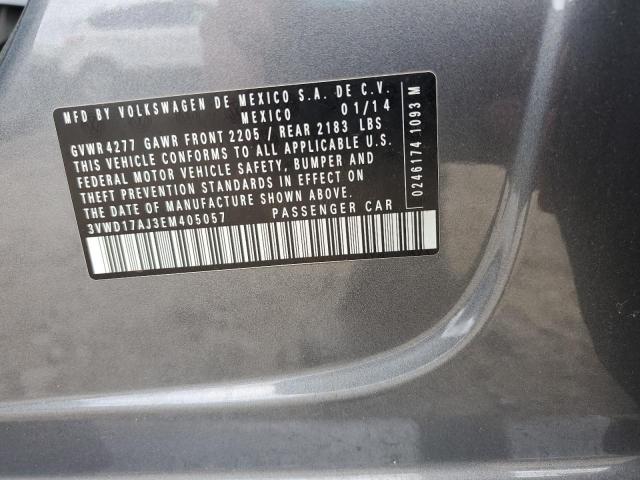 MFD BY VOLKSWAGEN DE MEXICO S.A. DE C.V.
MEXICO 01/14
GVWR 4277 GAWR FRONT 2205 / REAR 2183 LBS
THIS VEHICLE CONFORMS TO ALL APPLICABLE U.S.
FEDERAL MOTOR VEHICLE SAFETY, BUMPER AND
THEFT PREVENTION STANDARDS IN EFFECT ON
THE DATE OF MANUFACTURE SHOWN ABOVE.
3VWD17AJ3EM405057 PASSENGER CAR
0246174 1093 M